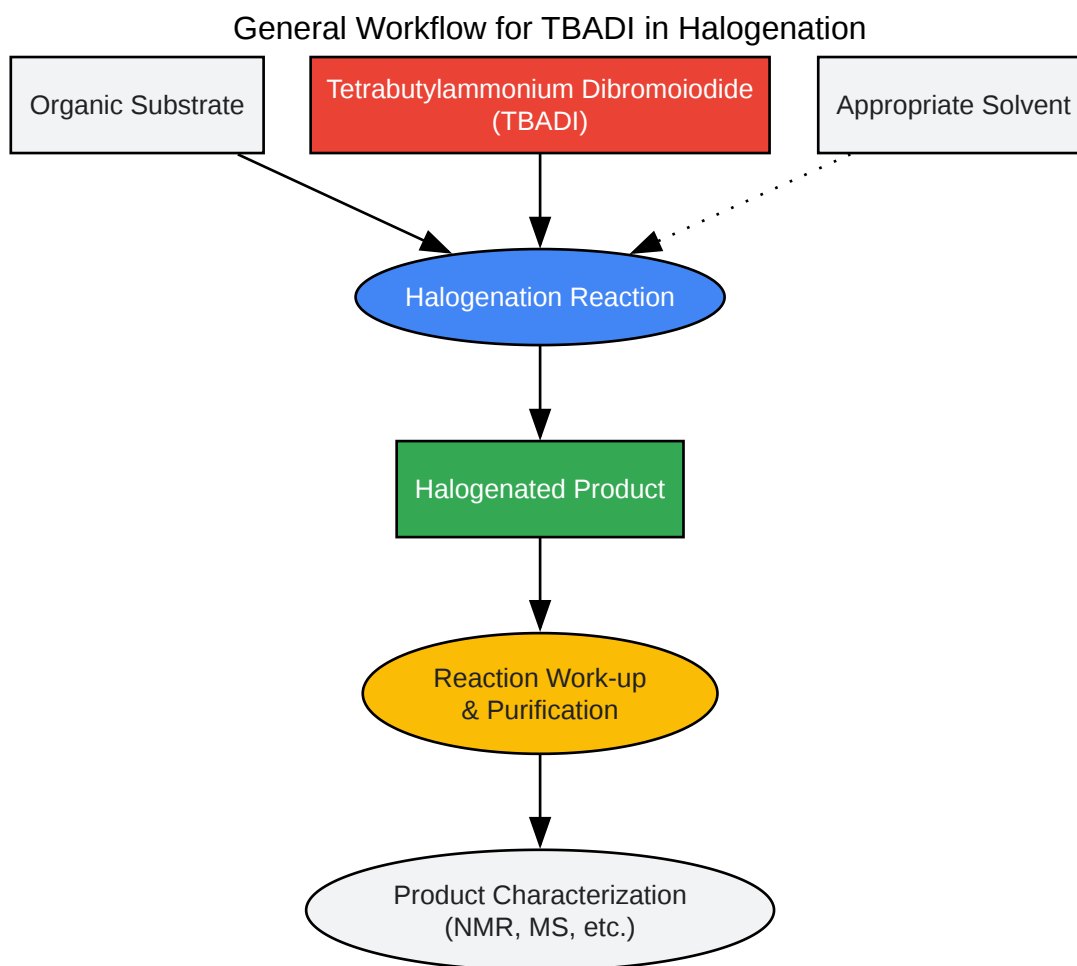 General Workflow for TBADI in Halogenation
Organic Substrate
Tetrabutylammonium Dibromoiodide
(TBADI)
Appropriate Solvent
Halogenation Reaction
Halogenated Product
Reaction Work-up
& Purification
Product Characterization
(NMR, MS, etc.)